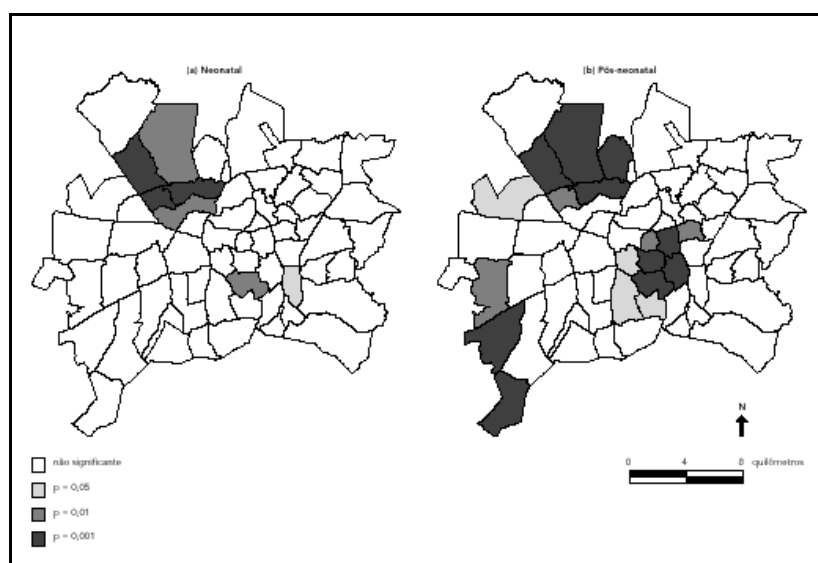 (a) Neonatal
(b) Pós-neonatal
N
0 4 8 quilômetros
não significante
p = 0,05
p = 0,01
p = 0,001